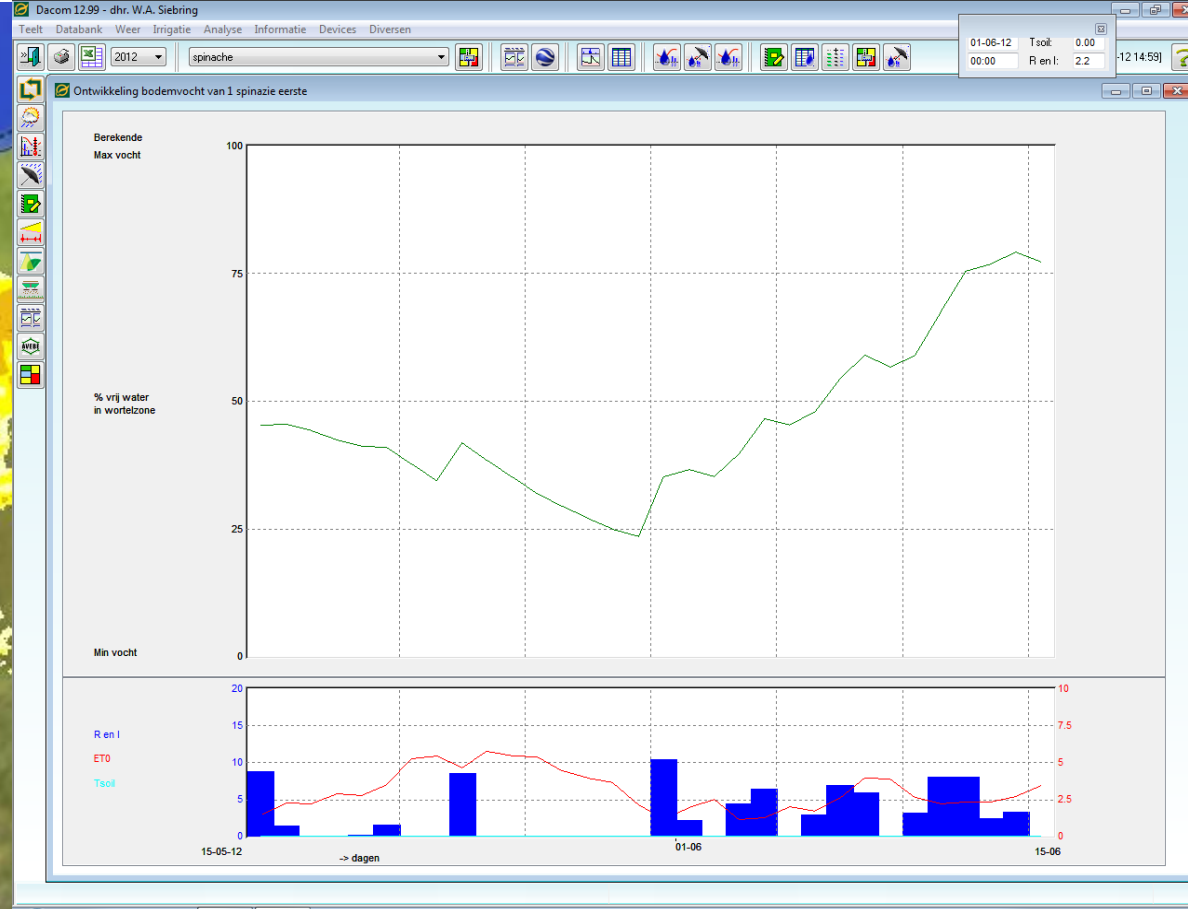 Dacom 12.99 - dhr. W.A. Siebring
Teelt Databank Weer Irrigatie Analyse Informatie Devices Diversen
2012 spinache
01-06-12 Tsoil: 0.00
00:00 R en I: 2.2
-12 14:59]
Ontwikkeling bodemvocht van 1 spinazie eerste
Berekende
Max vocht
100
75
% vrij water
in wortelzone
50
25
Min vocht
0
20 10
15 7.5
R en I
ET0
10 5
Tsoil
5 2.5
0 0
15-05-12 01-06 15-06
-> dagen
AVEBE